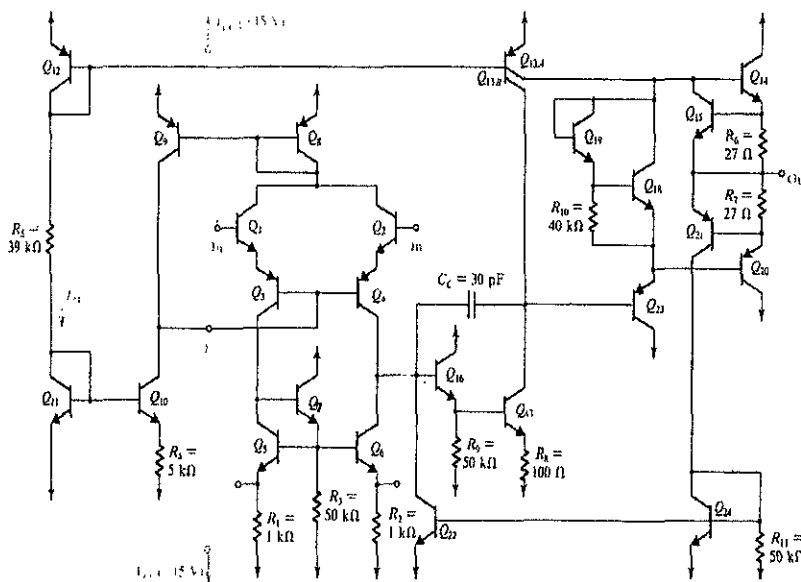 Q12
Q13A
Q13B
Q14
Q9
Q8
Q15
R6 =
27 Ω
Q19
Q18
R5 =
39 kΩ
Q1
Q2
R10 =
40 kΩ
R7 =
27 Ω
Q21
Q20
Q3
Q4
CC = 30 pF
Q23
Q16
Q11
Q10
Q7
Q17
Q5
Q6
R9 =
50 kΩ
R8 =
100 Ω
R4 =
5 kΩ
R3 =
50 kΩ
R1 =
1 kΩ
R2 =
1 kΩ
Q22
Q24
R11 =
50 kΩ